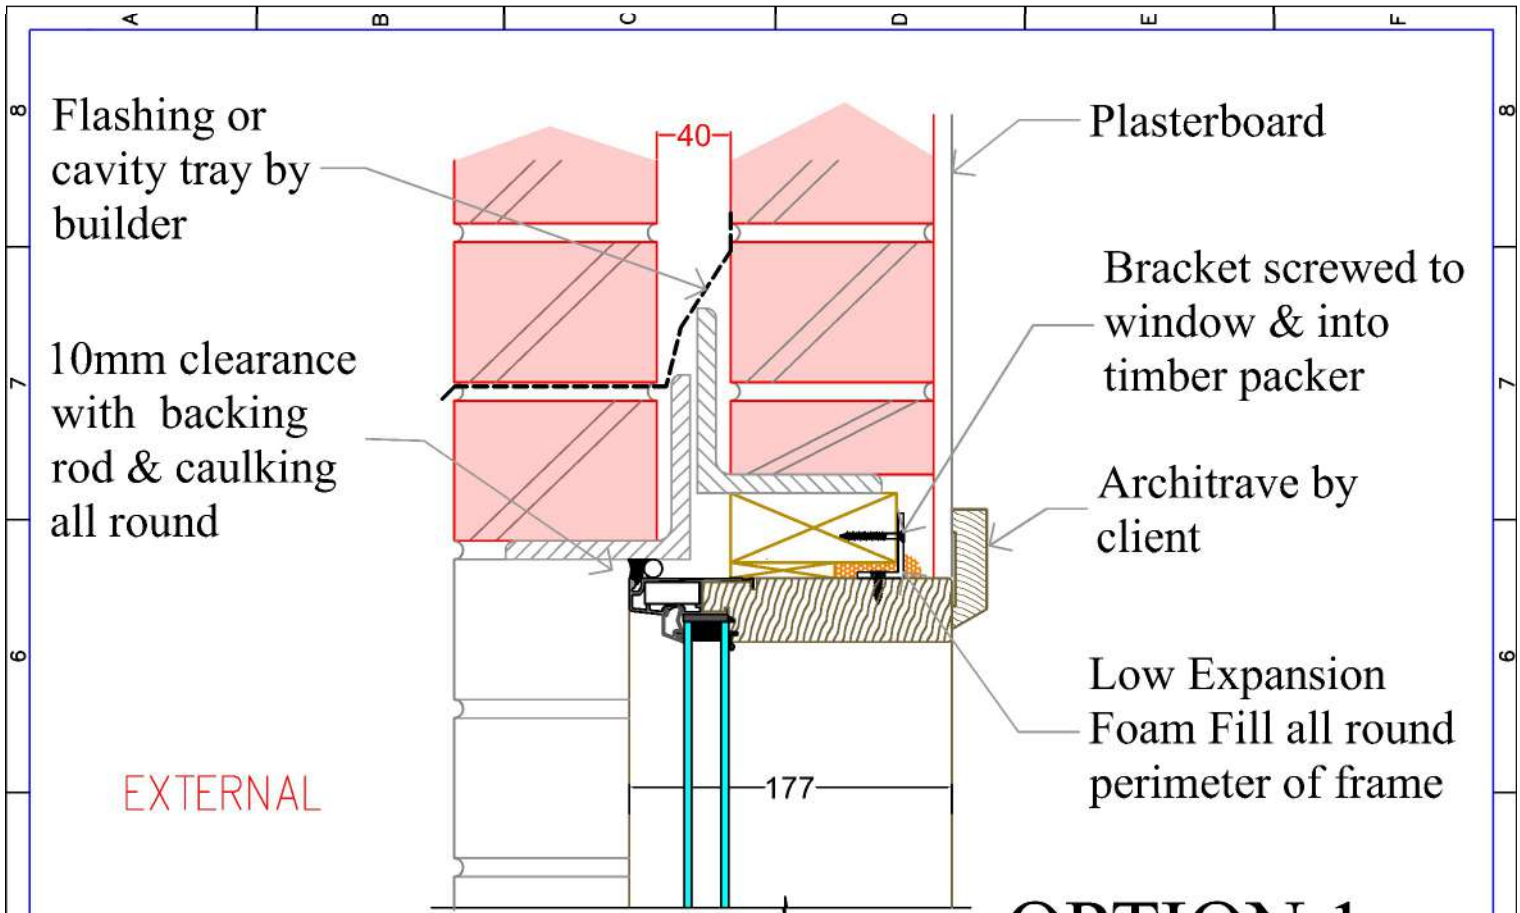 A B C D E F
8
8
Flashing or
cavity tray by
builder
40
Plasterboard
Bracket screwed to
window & into
timber packer
10mm clearance
with backing
rod & caulking
all round
7
7
Architrave by
client
6
6
Low Expansion
Foam Fill all round
perimeter of frame
EXTERNAL
177
OPTION 1